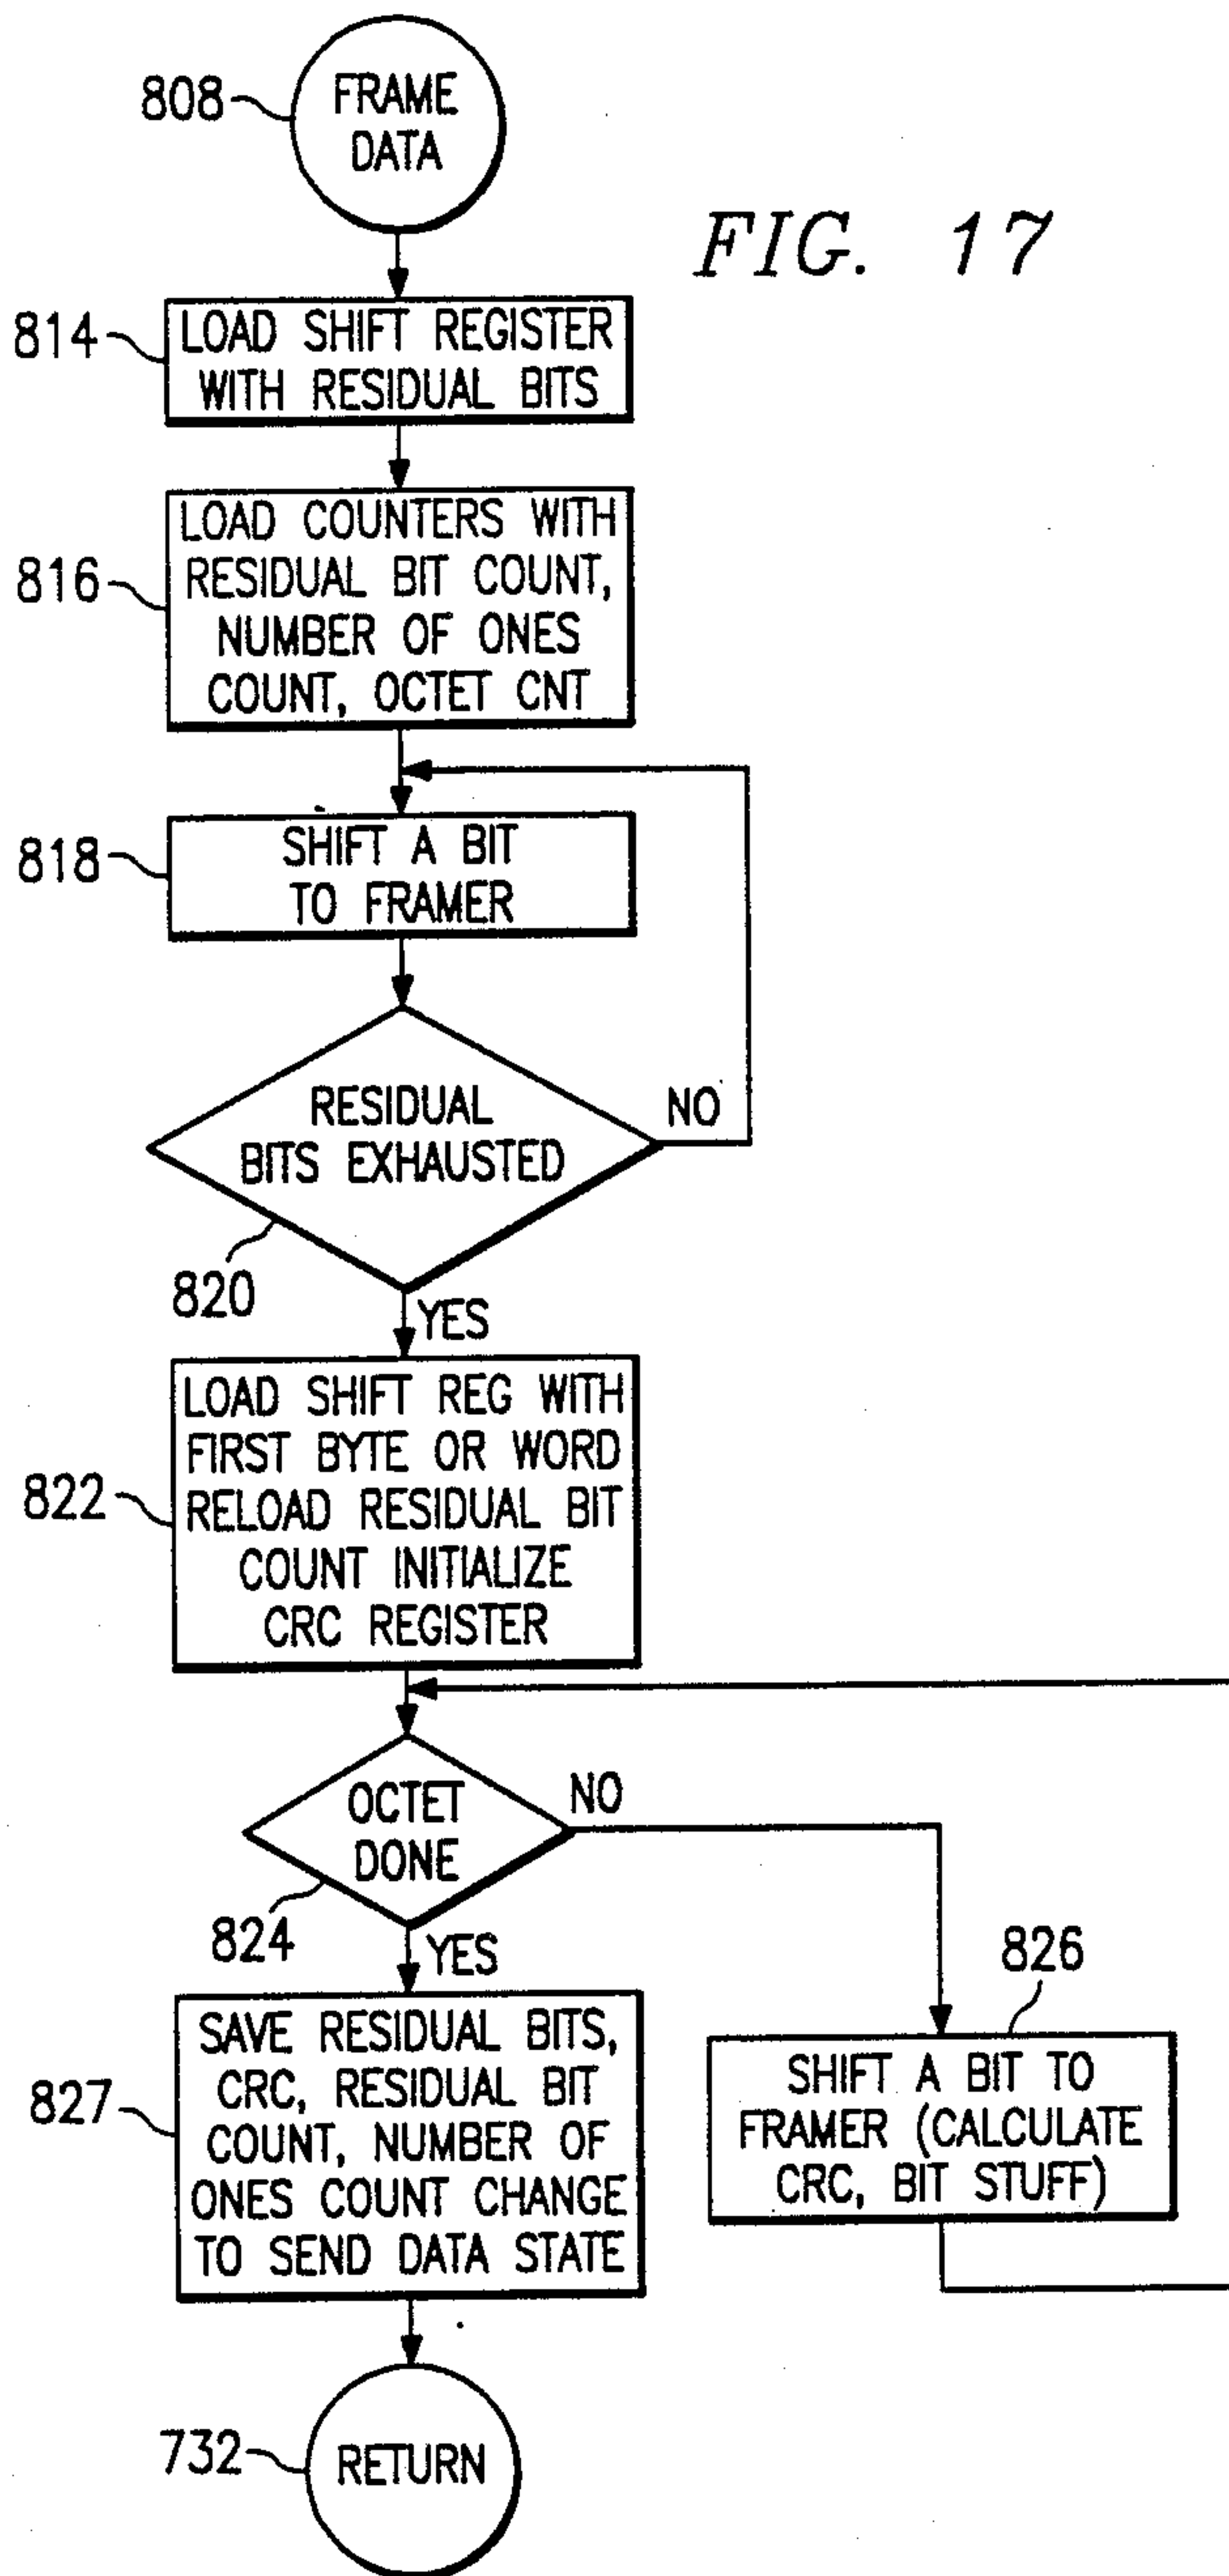 808
FRAME
DATA
FIG. 17
814
LOAD SHIFT REGISTER
WITH RESIDUAL BITS
816
LOAD COUNTERS WITH
RESIDUAL BIT COUNT,
NUMBER OF ONES
COUNT, OCTET CNT
818
SHIFT A BIT
TO FRAMER
RESIDUAL
BITS EXHAUSTED
NO
820
YES
822
LOAD SHIFT REG WITH
FIRST BYTE OR WORD
RELOAD RESIDUAL BIT
COUNT INITIALIZE
CRC REGISTER
OCTET
DONE
NO
824
YES
826
SHIFT A BIT TO
FRAMER (CALCULATE
CRC, BIT STUFF)
827
SAVE RESIDUAL BITS,
CRC, RESIDUAL BIT
COUNT, NUMBER OF
ONES COUNT CHANGE
TO SEND DATA STATE
732
RETURN